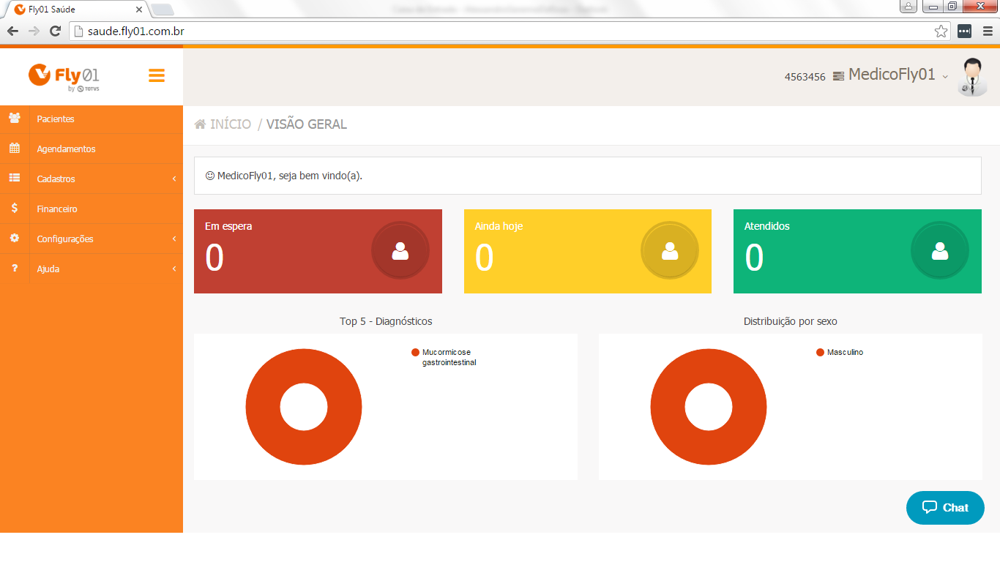 Fly01 Saúde
saude.fly01.com.br
Fly01
by TOTVS
4563456 MedicoFly01
Pacientes
Agendamentos
Cadastros
Financeiro
Configurações
Ajuda
INÍCIO / VISÃO GERAL
MedicoFly01, seja bem vindo(a).
Em espera
0
Ainda hoje
0
Atendidos
0
Top 5 - Diagnósticos
Mucormicose
gastrointestinal
Distribuição por sexo
Masculino
Chat